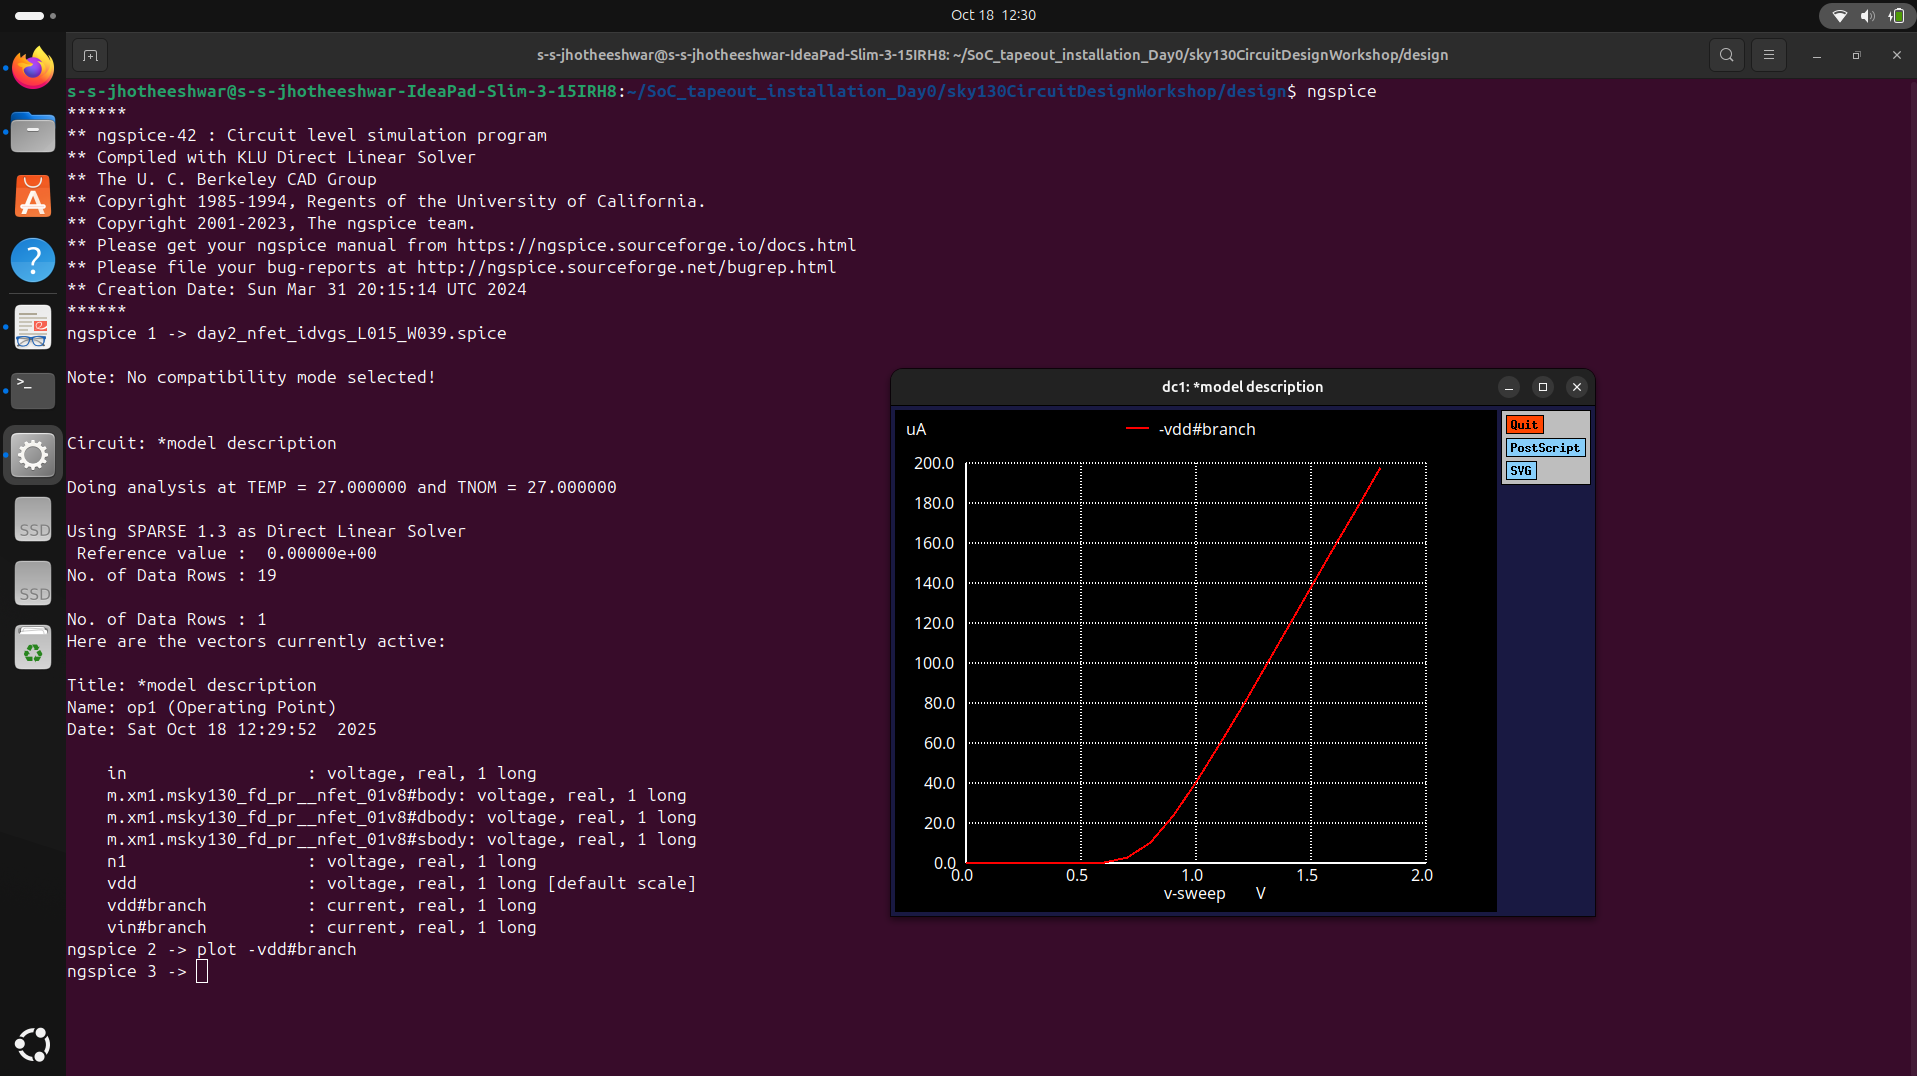 Oct 18 12:30
s-s-jhotheeshwar@s-s-jhotheeshwar-IdeaPad-Slim-3-15IRH8: ~/SoC_tapeout_installation_Day0/sky130CircuitDesignWorkshop/design
s-s-jhotheeshwar@s-s-jhotheeshwar-IdeaPad-Slim-3-15IRH8:~/SoC_tapeout_installation_Day0/sky130CircuitDesignWorkshop/design$ ngspice
******
** ngspice-42 : Circuit level simulation program
** Compiled with KLU Direct Linear Solver
** The U. C. Berkeley CAD Group
** Copyright 1985-1994, Regents of the University of California.
** Copyright 2001-2023, The ngspice team.
** Please get your ngspice manual from https://ngspice.sourceforge.io/docs.html
** Please file your bug-reports at http://ngspice.sourceforge.net/bugrep.html
** Creation Date: Sun Mar 31 20:15:14 UTC 2024
******
ngspice 1 -> day2_nfet_idvgs_L015_W039.spice
Note: No compatibility mode selected!
Circuit: *model description
Doing analysis at TEMP = 27.000000 and TNOM = 27.000000
Using SPARSE 1.3 as Direct Linear Solver
Reference value : 0.00000e+00
No. of Data Rows : 19
No. of Data Rows : 1
Here are the vectors currently active:
Title: *model description
Name: op1 (Operating Point)
Date: Sat Oct 18 12:29:52 2025
in : voltage, real, 1 long
m.xm1.msky130_fd_pr__nfet_01v8#body: voltage, real, 1 long
m.xm1.msky130_fd_pr__nfet_01v8#dbody: voltage, real, 1 long
m.xm1.msky130_fd_pr__nfet_01v8#sbody: voltage, real, 1 long
n1 : voltage, real, 1 long
vdd : voltage, real, 1 long [default scale]
vdd#branch : current, real, 1 long
vin#branch : current, real, 1 long
ngspice 2 -> plot -vdd#branch
ngspice 3 ->
dc1: *model description
uA
-vdd#branch
200.0
180.0
160.0
140.0
120.0
100.0
80.0
60.0
40.0
20.0
0.0
0.0 0.5 1.0 1.5 2.0
v-sweep V
Quit
PostScript
SVG
SSD
SSD